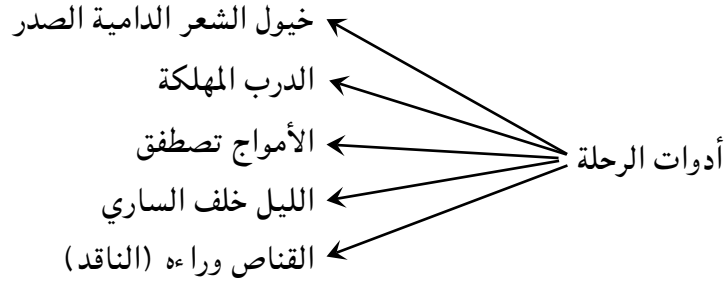 خيول الشعر الدامية الصدر
الدرب المهلكة
الأمواج تصطفق
أدوات الرحلة
الليل خلف الساري
القناص وراءه (الناقد)